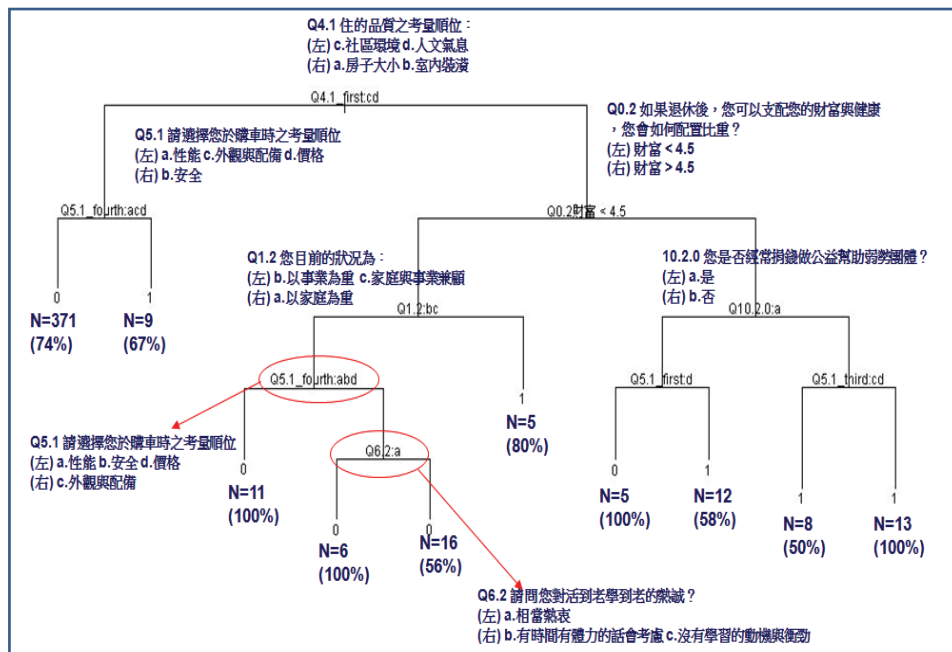 Q4.1 住的品質之考量順位：
(左) c.社區環境 d.人文氣息
(右) a.房子大小 b.室內裝潢
Q4.1_first:cd
Q0.2 如果退休後，您可以支配您的財富與健康
，您會如何配置比重？
(左) 財富 < 4.5
(右) 財富 > 4.5
Q5.1 請選擇您於購車時之考量順位
(左) a.性能 c.外觀與配備 d.價格
(右) b.安全
Q5.1_fourth:acd
Q0.2財富 < 4.5
Q1.2 您目前的狀況為：
(左) b.以事業為重 c.家庭與事業兼顧
(右) a.以家庭為重
10.2.0 您是否經常捐錢做公益幫助弱勢團體？
(左) a.是
(右) b.否
0
1
N=371
(74%)
N=9
(67%)
Q1.2:bc
Q10.2.0:a
Q5.1_fourth:abd
Q5.1_first:d
Q5.1_third:cd
1
N=5
(80%)
Q5.1 請選擇您於購車時之考量順位
(左) a.性能 b.安全 d.價格
(右) c.外觀與配備
Q6.2:a
0
N=11
(100%)
0
N=6
(100%)
0
N=16
(56%)
0
N=5
(100%)
1
N=12
(58%)
1
N=8
(50%)
1
N=13
(100%)
Q6.2 請問您對活到老學到老的熱誠？
(左) a.相當熱衷
(右) b.有時間有體力的話會考慮 c.沒有學習的動機與衝勁